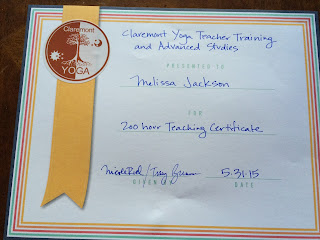 Claremont
YOGA
Claremont Yoga Teacher Training
and Advanced Studies
PRESENTED TO
Melissa Jackson
FOR
200 hour Teaching Certificate
5.31.15
GIVEN BY
DATE